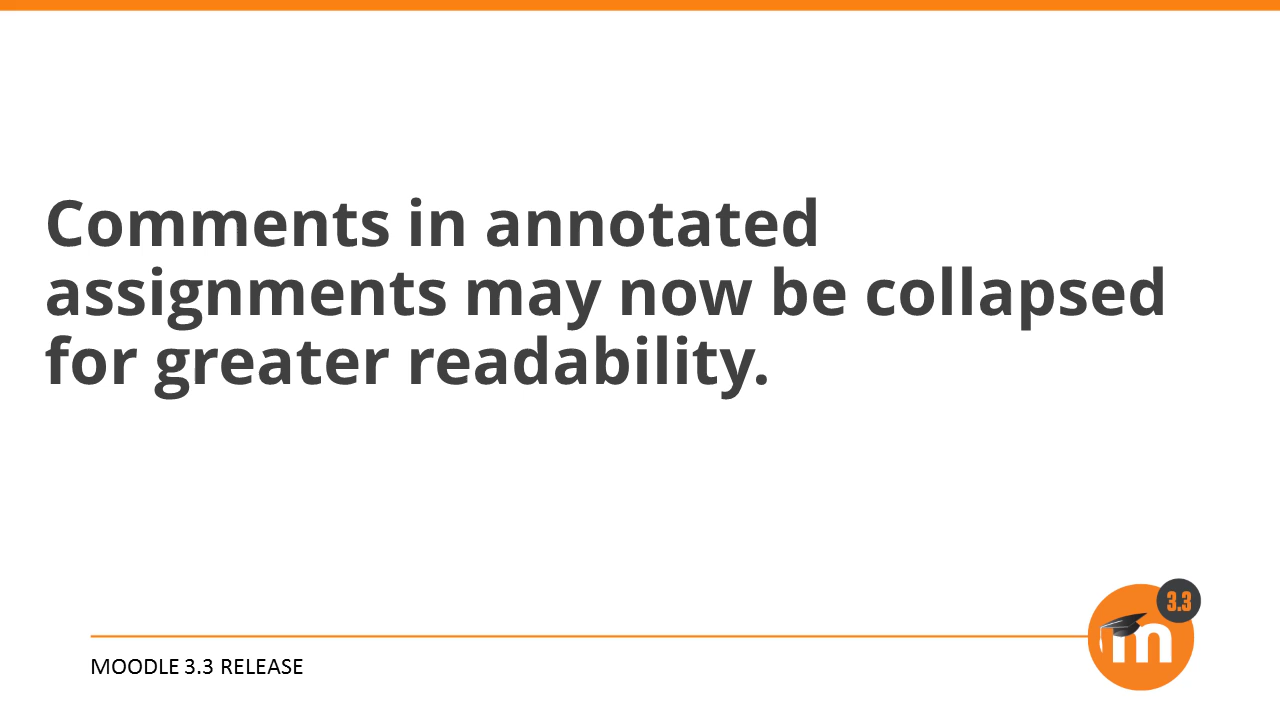 Comments in annotated
assignments may now be collapsed
for greater readability.
3.3
m
MOODLE 3.3 RELEASE